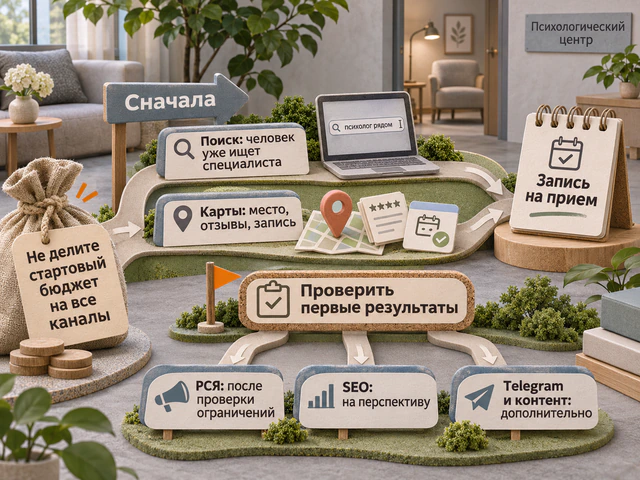 Психологический
центр
Сначала
Поиск: человек
уже ищет
специалиста
психолог рядом
Запись
на прием
Карты: место,
отзывы, запись
Не делите
стартовый
бюджет
на все
каналы
Проверить
первые результаты
РСЯ: после
проверки
ограничений
SEO:
на перспективу
Telegram
и контент:
дополнительно